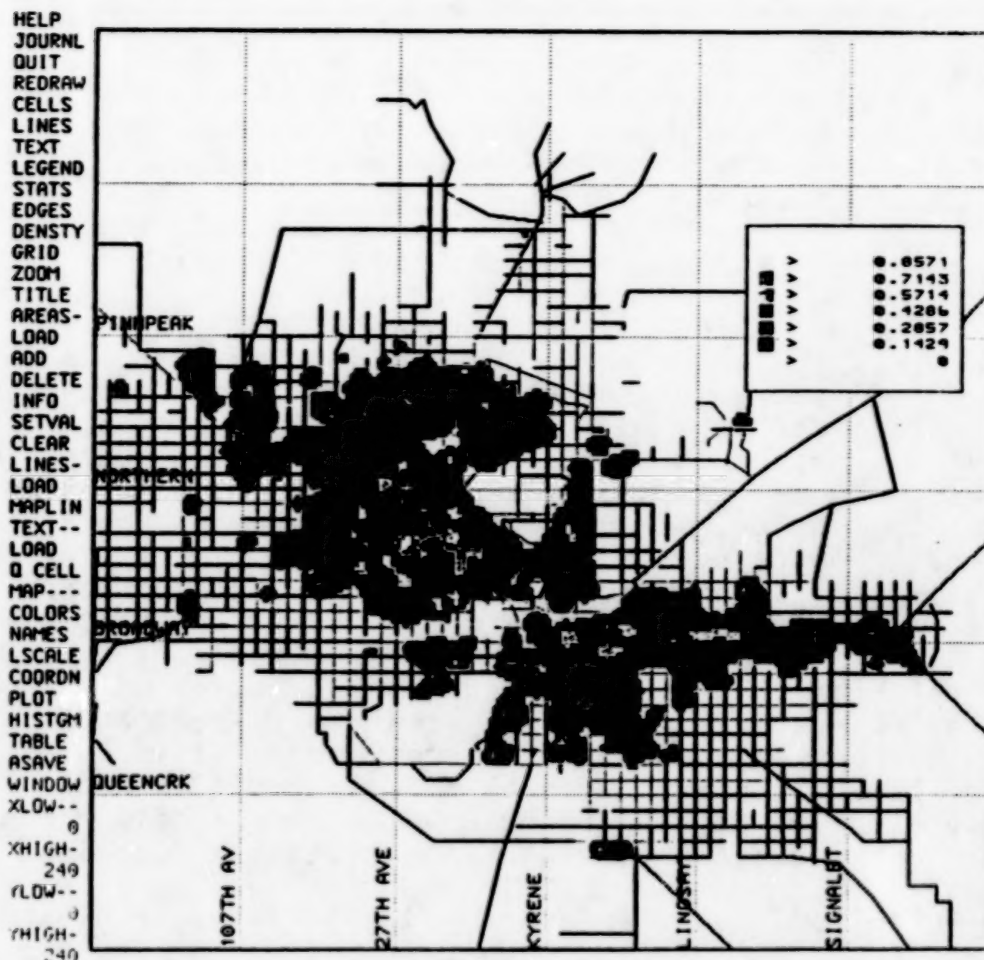 HELP
JOURNL
QUIT
REDRAW
CELLS
LINES
TEXT
LEGEND
STATS
EDGES
DENSTY
GRID
ZOOM
TITLE
AREAS-
LOAD
ADD
DELETE
INFO
SETVAL
CLEAR
LINES-
LOAD
MAPLIN
TEXT--
LOAD
Q CELL
MAP---
COLORS
NAMES
LSCALE
COORDN
PLOT
HISTGM
TABLE
ASAVE
WINDOW
XLOW--
0
XHIGH-
240
YLOW--
0
YHIGH-
240
> 0.8571
> 0.7143
> 0.5714
> 0.4286
> 0.2857
> 0.1429
> 0
PINNPEAK
NORTHERN
BROADWAY
QUEENCRK
107TH AV
27TH AVE
KYRENE
LINDSAY
SIGNALBT